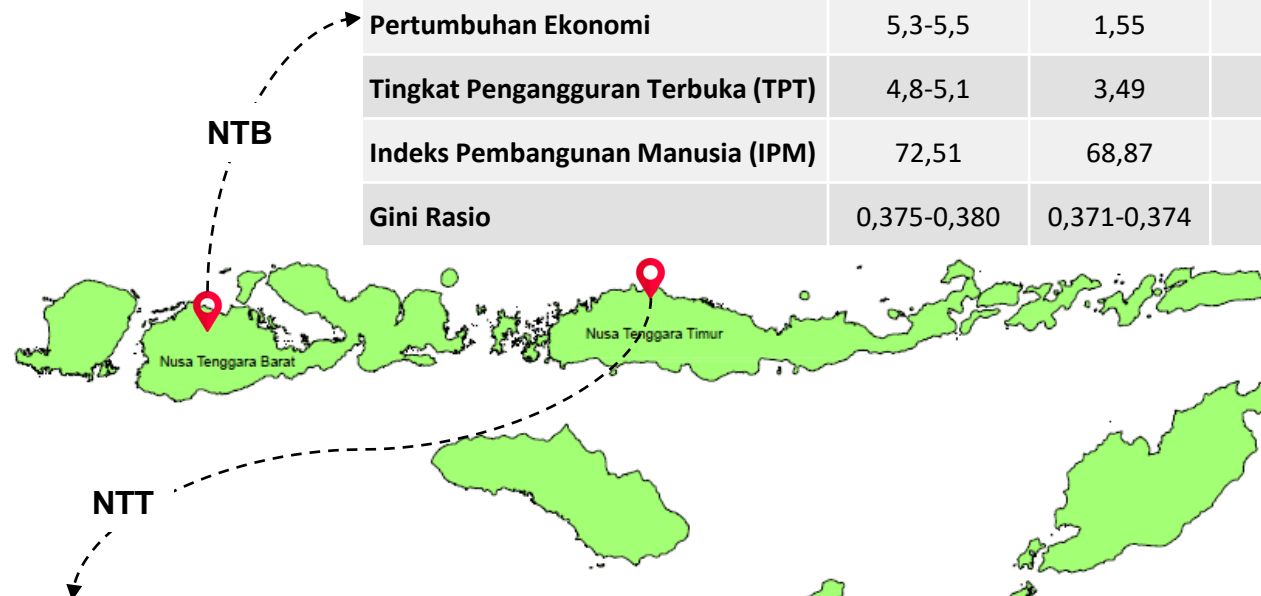 Pertumbuhan Ekonomi 5,3-5,5 1,55
Tingkat Pengangguran Terbuka (TPT) 4,8-5,1 3,49
NTB
Indeks Pembangunan Manusia (IPM) 72,51 68,87
Gini Rasio 0,375-0,380 0,371-0,374
Nusa Tenggara Timur
Nusa Tenggara Barat
NTT